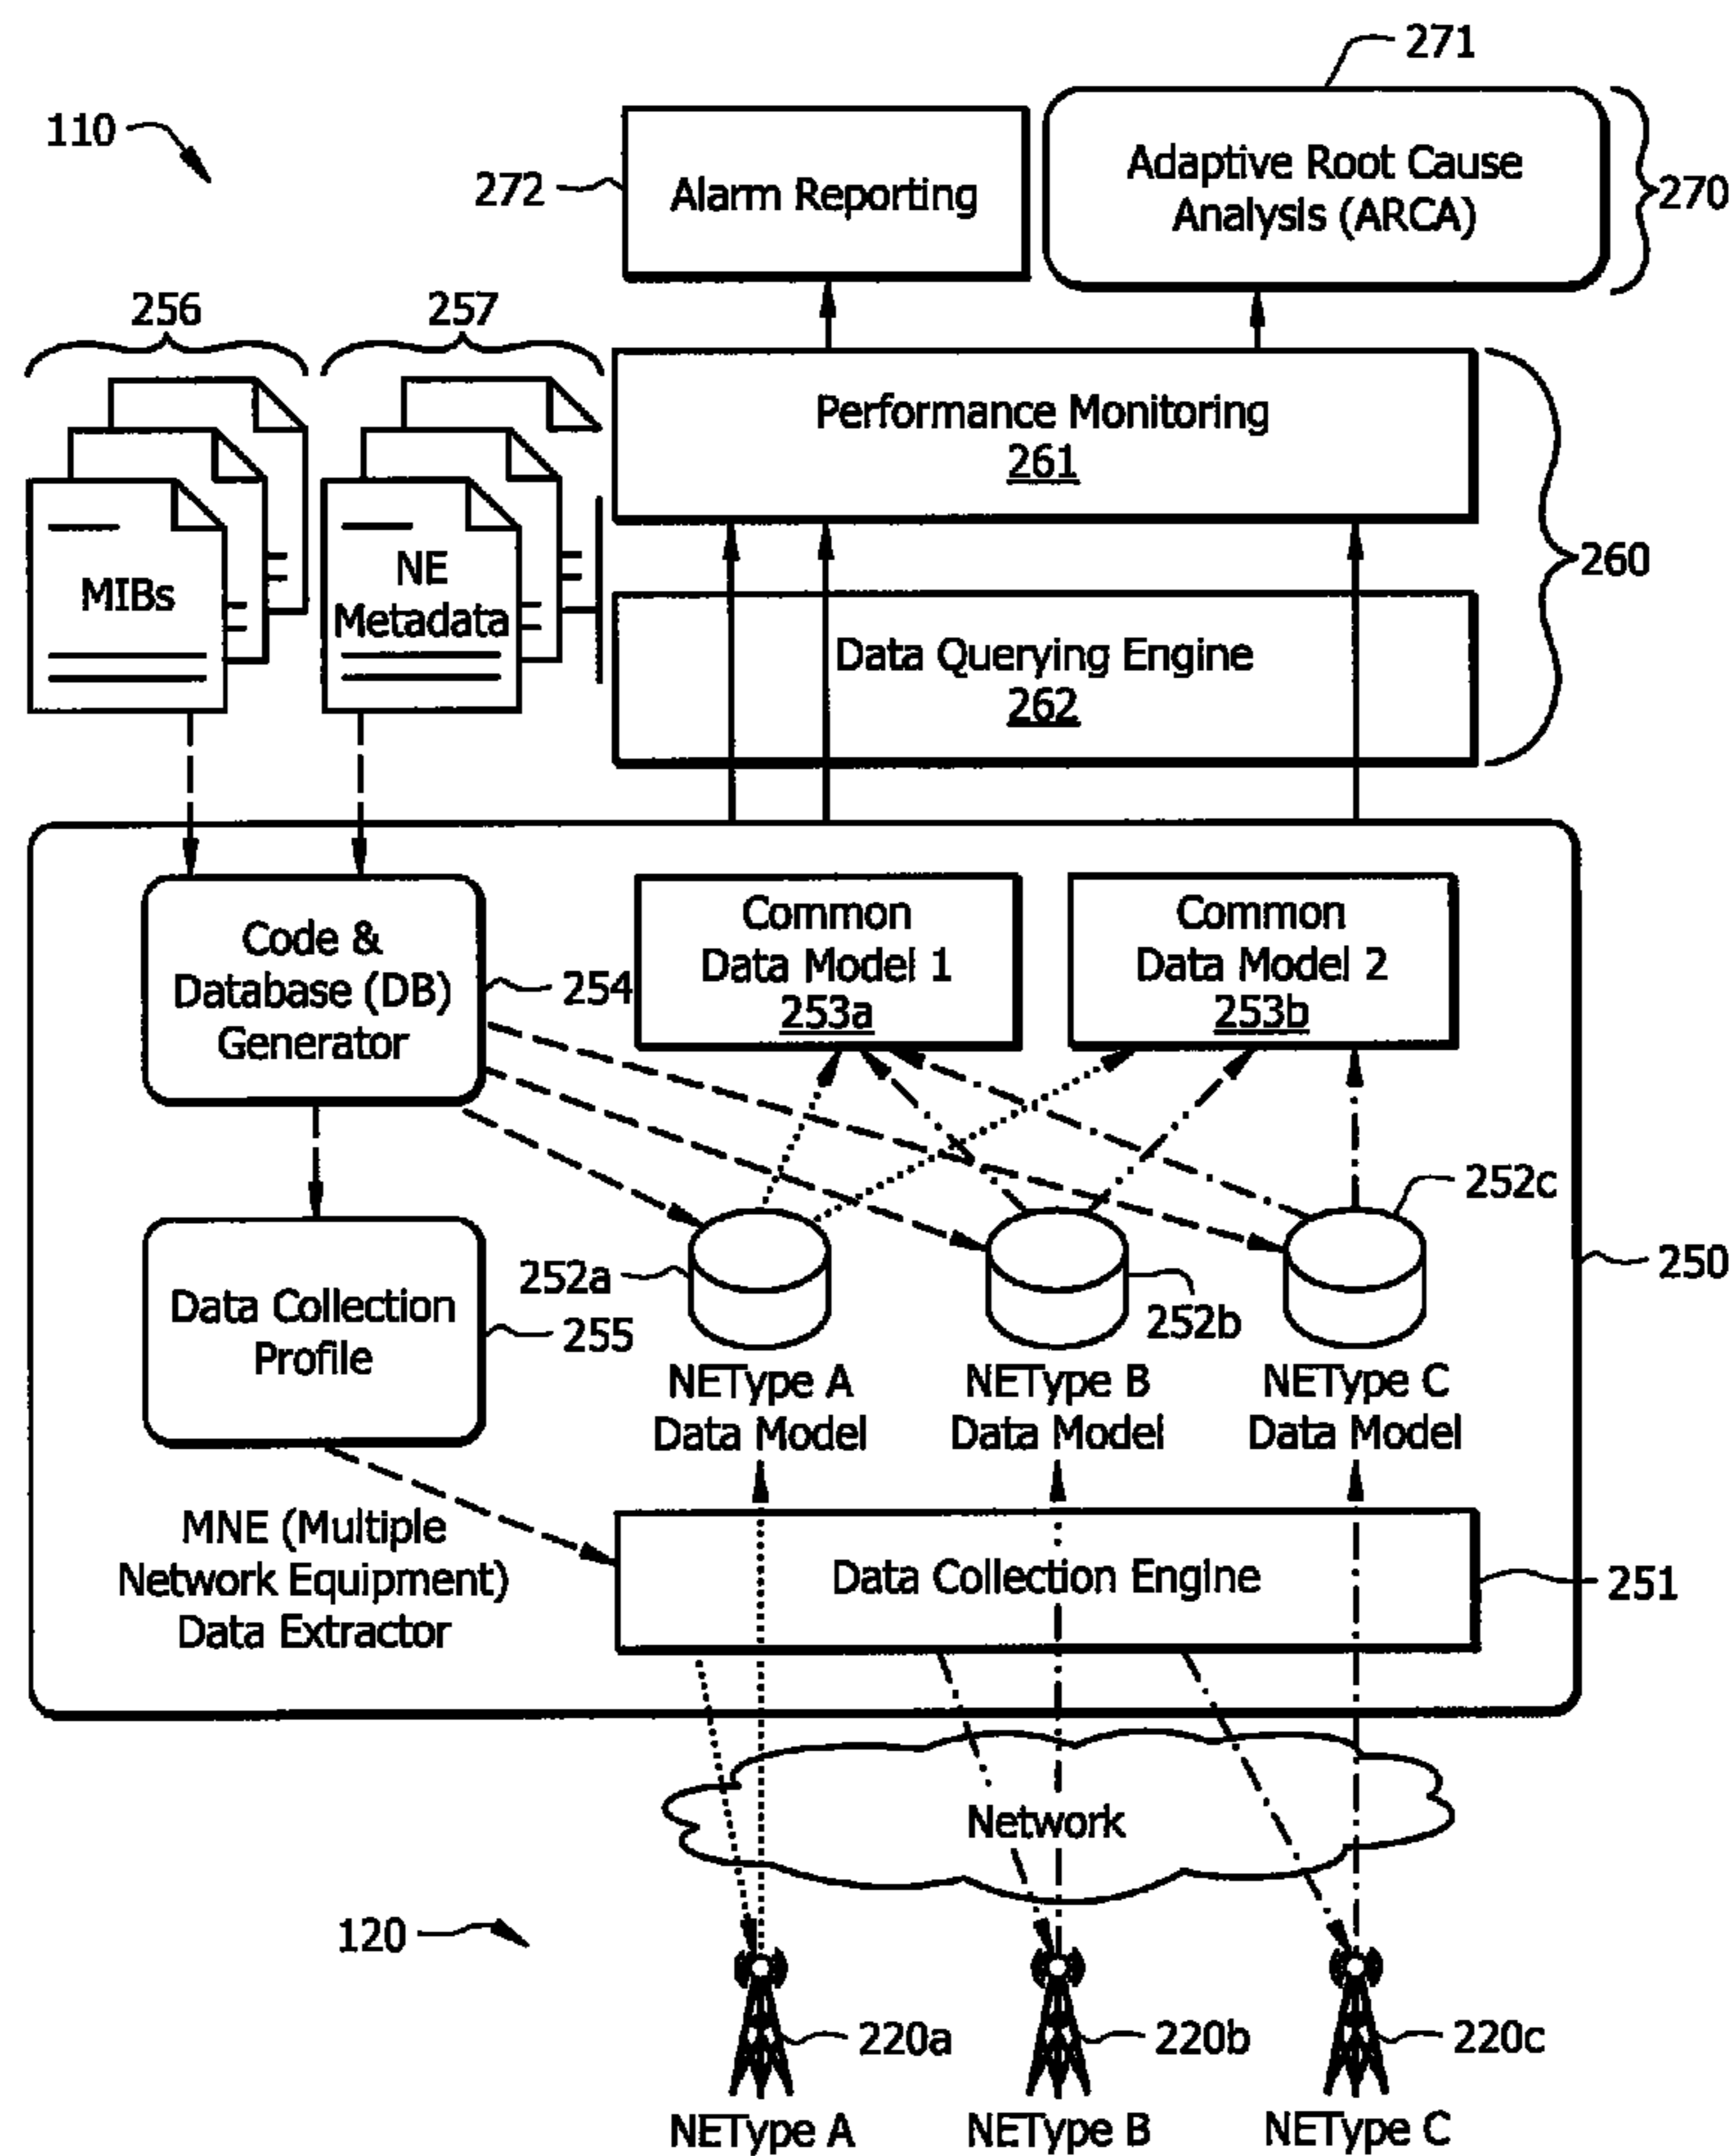 271
110
272
Alarm Reporting
Adaptive Root Cause
Analysis (ARCA)
270
256
257
Performance Monitoring
261
MIBs
NE
Metadata
260
Data Querying Engine
262
Code &
Database (DB)
Generator
254
Common
Data Model 1
253a
Common
Data Model 2
253b
252c
250
252a
252b
Data Collection
Profile
255
NEType A
Data Model
NEType B
Data Model
NEType C
Data Model
MNE (Multiple
Network Equipment)
Data Extractor
Data Collection Engine
251
Network
120
220a
220b
220c
NEType A
NEType B
NEType C